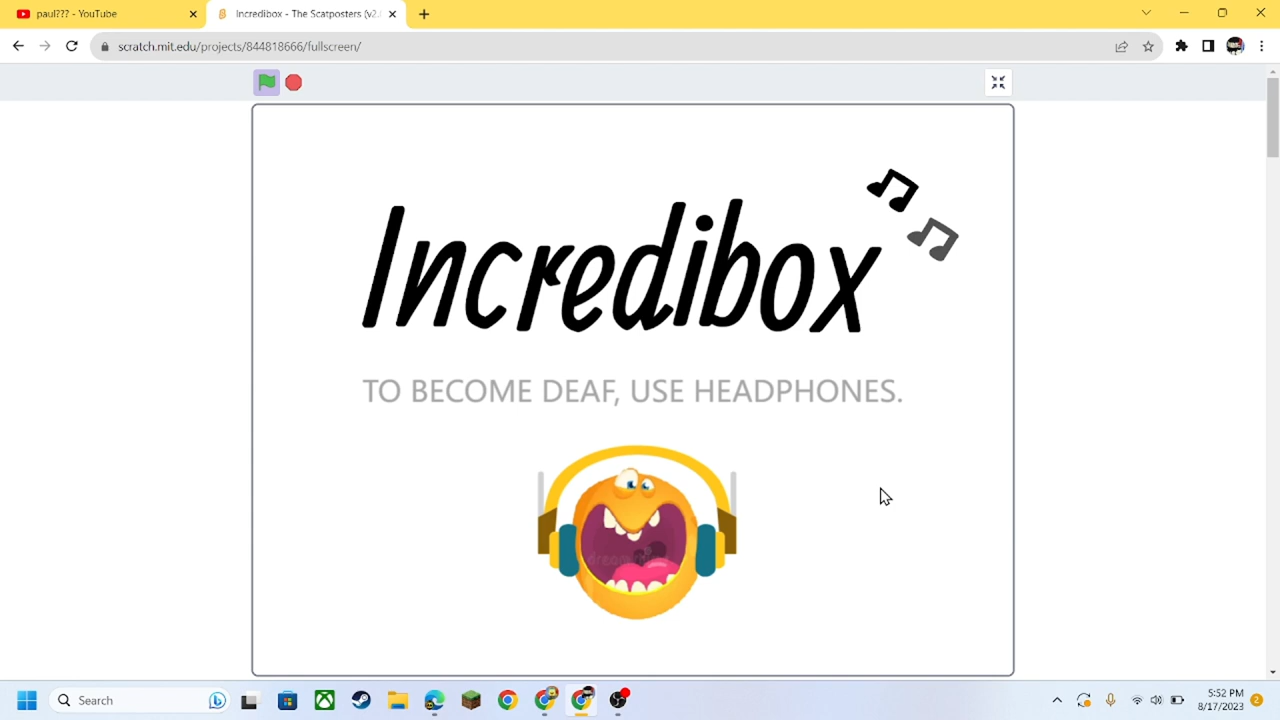 paul??? - YouTube
Incredibox - The Scatposters (v2.
scratch.mit.edu/projects/844818666/fullscreen/
Incredibox
TO BECOME DEAF, USE HEADPHONES.
Search
5:52 PM
8/17/2023
2